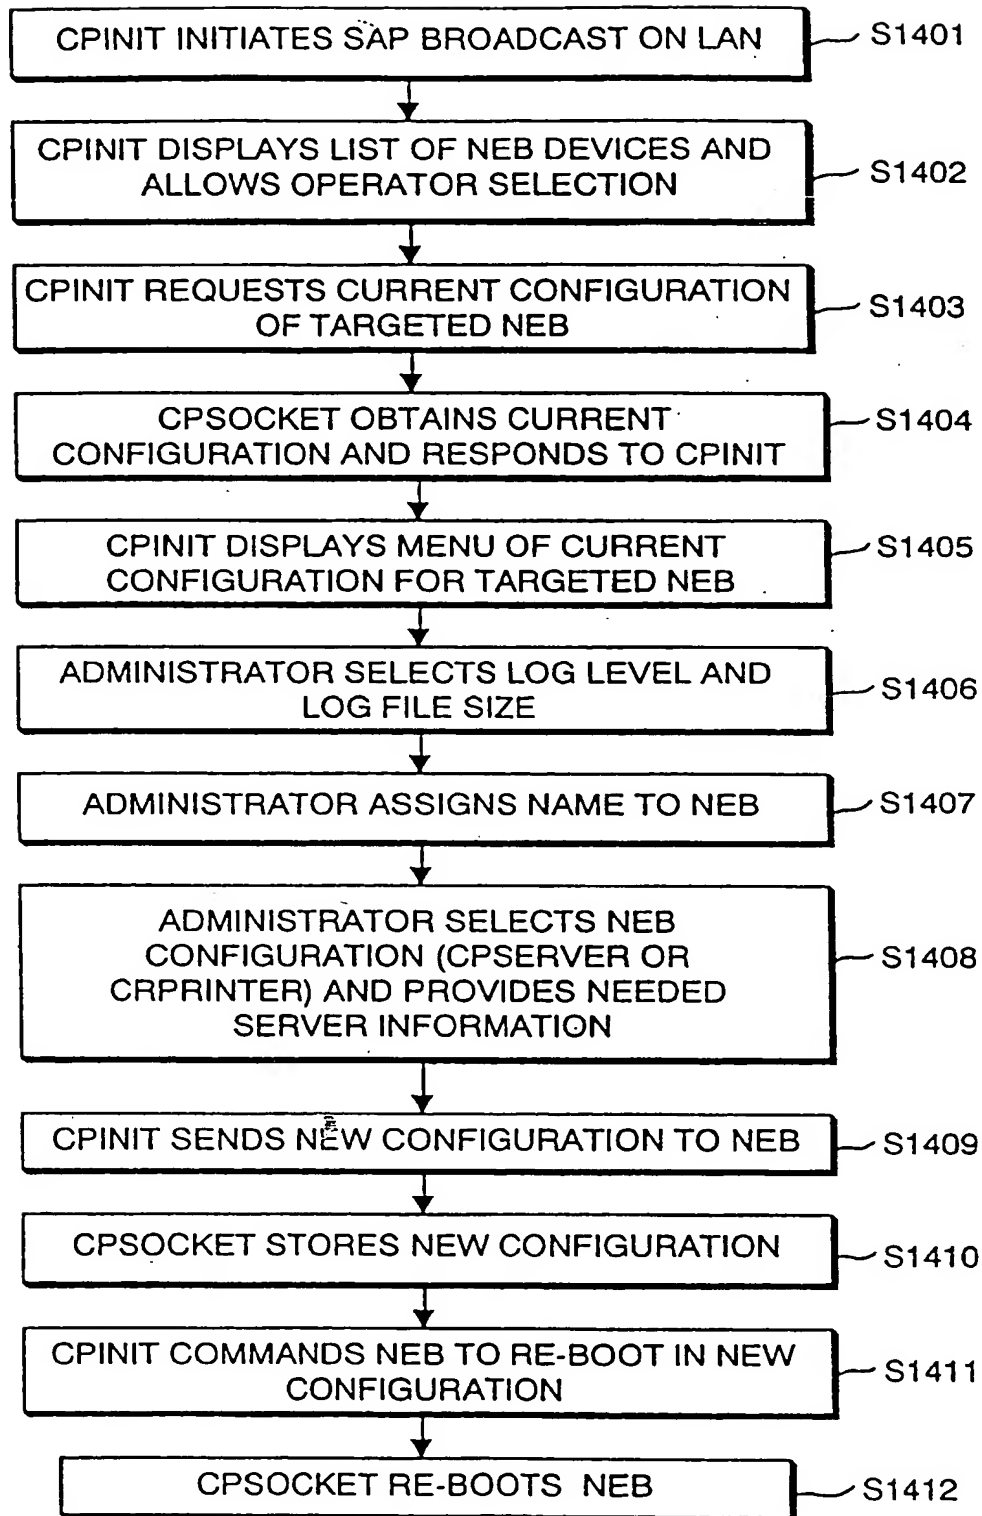 CPINIT INITIATES SAP BROADCAST ON LAN
S1401
CPINIT DISPLAYS LIST OF NEB DEVICES AND
ALLOWS OPERATOR SELECTION
S1402
CPINIT REQUESTS CURRENT CONFIGURATION
OF TARGETED NEB
S1403
CPSOCKET OBTAINS CURRENT
CONFIGURATION AND RESPONDS TO CPINIT
S1404
CPINIT DISPLAYS MENU OF CURRENT
CONFIGURATION FOR TARGETED NEB
S1405
ADMINISTRATOR SELECTS LOG LEVEL AND
LOG FILE SIZE
S1406
ADMINISTRATOR ASSIGNS NAME TO NEB
S1407
ADMINISTRATOR SELECTS NEB
CONFIGURATION (CPSERVER OR
CRPRINTER) AND PROVIDES NEEDED
SERVER INFORMATION
S1408
CPINIT SENDS NEW CONFIGURATION TO NEB
S1409
CPSOCKET STORES NEW CONFIGURATION
S1410
CPINIT COMMANDS NEB TO RE-BOOT IN NEW
CONFIGURATION
S1411
CPSOCKET RE-BOOTS NEB
S1412